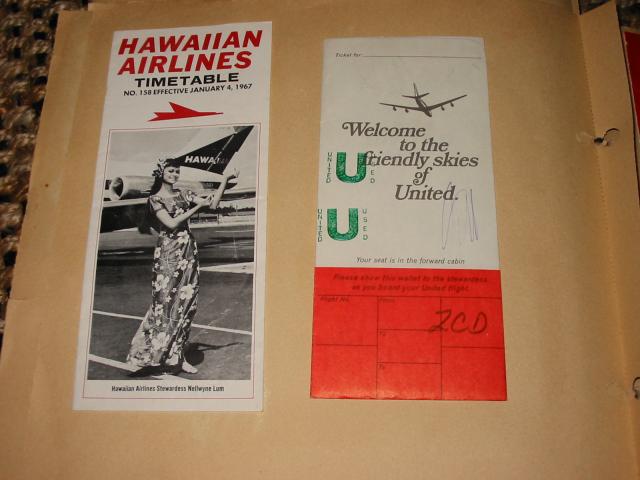 HAWAIIAN
AIRLINES
TIMETABLE
NO. 158 EFFECTIVE JANUARY 4, 1967
HAWAIIAN
Hawaiian Airlines Stewardess Nellwyne Lum
Ticket for
Welcome
to the
friendly skies
of
United.
UNITED U USED
UNITED U USED
Your seat is in the forward cabin
Please show this wallet to the stewardess
as you board your United flight.
Flight No.
From
To
To
2CD